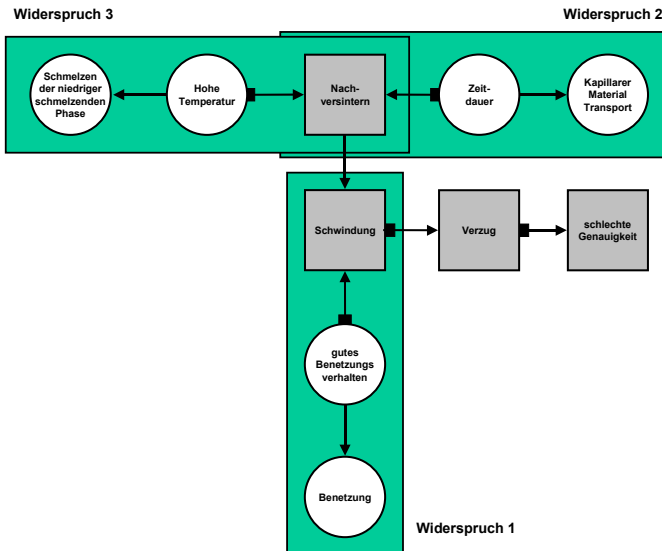 Widerspruch 3
Widerspruch 2
Schmelzen
der niedriger
schmelzenden
Phase
Hohe
Temperatur
Nach-
versintern
Zeit-
dauer
Kapillarer
Material
Transport
Schwindung
Verzug
schlechte
Genauigkeit
gutes
Benetzungs
verhalten
Benetzung
Widerspruch 1